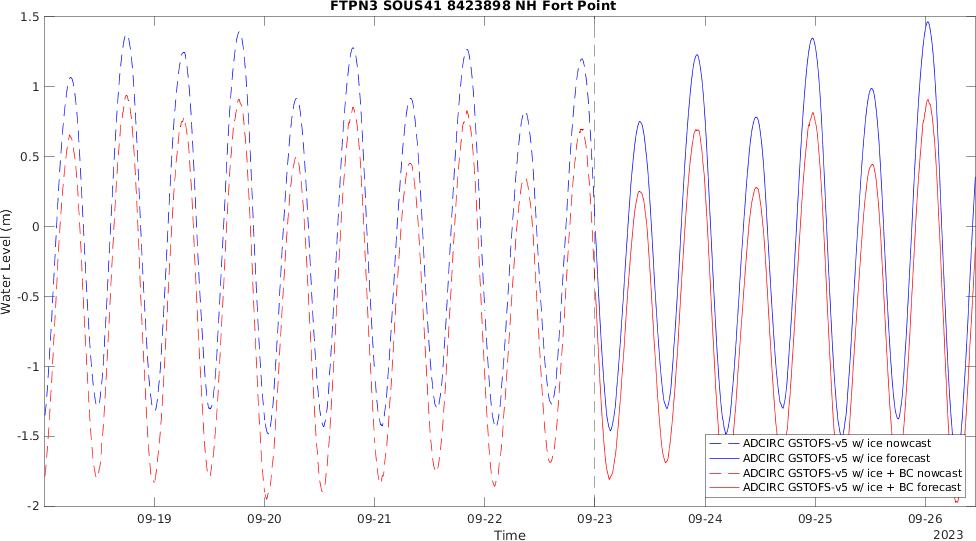 FTPN3 SOUS41 8423898 NH Fort Point
1.5
1
0.5
0
-0.5
-1
-1.5
-2
Water Level (m)
09-19 09-20 09-21 09-22 09-23 09-24 09-25 09-26
Time
2023
ADCIRC GSTOFS-v5 w/ ice nowcast
ADCIRC GSTOFS-v5 w/ ice forecast
ADCIRC GSTOFS-v5 w/ ice + BC nowcast
ADCIRC GSTOFS-v5 w/ ice + BC forecast